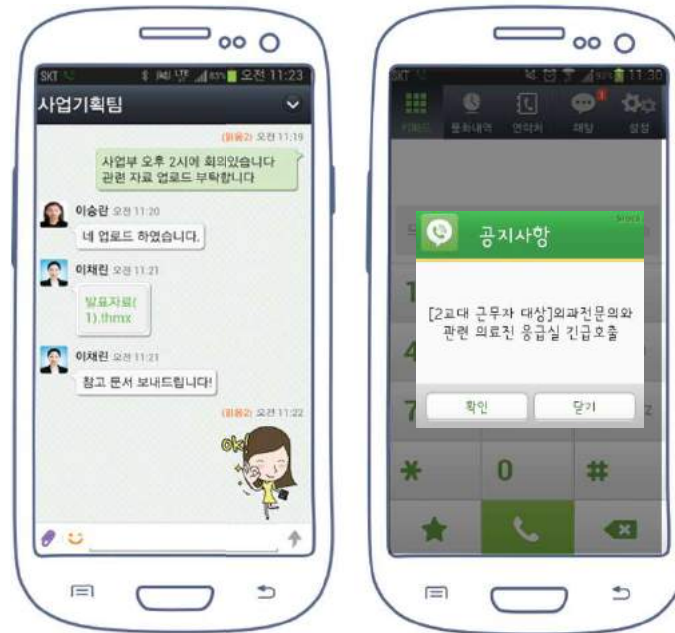 SKT
LTE
83%
오전 11:23
사업기획팀
(읽음2) 오전 11:19
사업부 오후 2시에 회의있습니다
관련 자료 업로드 부탁합니다
이승란 오전 11:20
네 업로드 하였습니다.
이채린 오전 11:21
발표자료(
1).thmx
이채린 오전 11:21
참고 문서 보내드립니다!
(읽음2) 오전 11:22
OK!
SKT
11:30
키패드 통화내역 연락처 채팅 설정
1
공지사항
[2교대 근무자 대상]외과전문의와
관련 의료진 응급실 긴급호출
확인 닫기
4
7
* 0 #